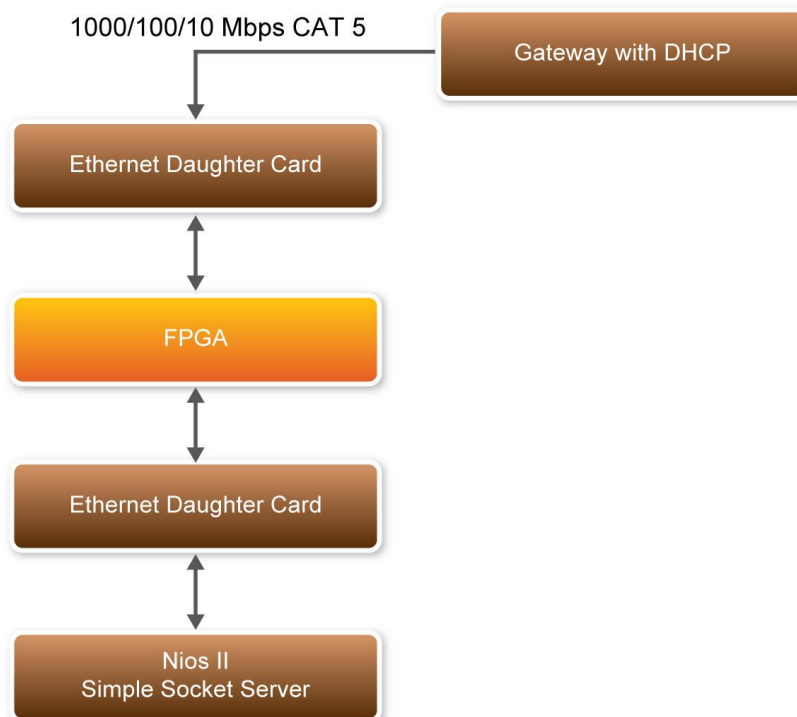 1000/100/10 Mbps CAT 5
Gateway with DHCP
Ethernet Daughter Card
FPGA
Ethernet Daughter Card
Nios II
Simple Socket Server